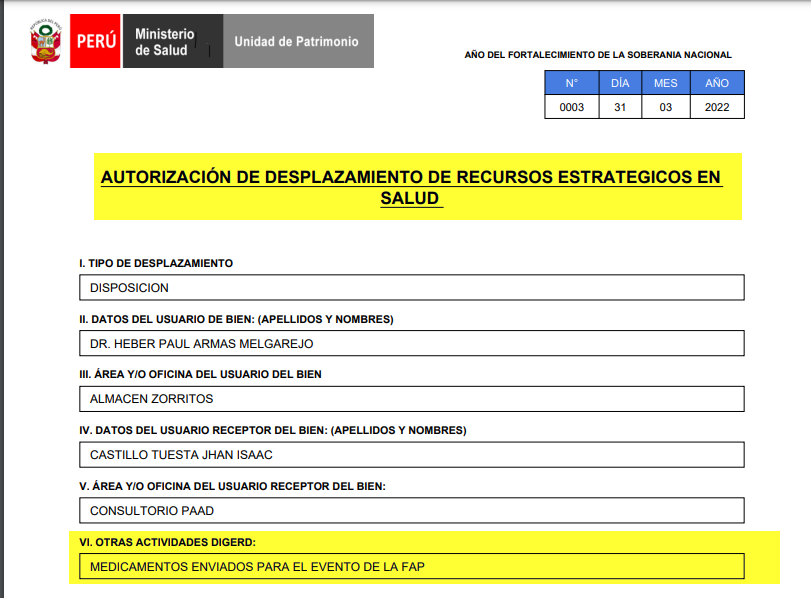 REPUBLICA DEL PERU
PERÚ
Ministerio
de Salud
Unidad de Patrimonio
AÑO DEL FORTALECIMIENTO DE LA SOBERANIA NACIONAL
N° DÍA MES AÑO
0003 31 03 2022
AUTORIZACIÓN DE DESPLAZAMIENTO DE RECURSOS ESTRATEGICOS EN
SALUD
I. TIPO DE DESPLAZAMIENTO
DISPOSICION
II. DATOS DEL USUARIO DE BIEN: (APELLIDOS Y NOMBRES)
DR. HEBER PAUL ARMAS MELGAREJO
III. ÁREA Y/O OFICINA DEL USUARIO DEL BIEN
ALMACEN ZORRITOS
IV. DATOS DEL USUARIO RECEPTOR DEL BIEN: (APELLIDOS Y NOMBRES)
CASTILLO TUESTA JHAN ISAAC
V. ÁREA Y/O OFICINA DEL USUARIO RECEPTOR DEL BIEN:
CONSULTORIO PAAD
VI. OTRAS ACTIVIDADES DIGERD:
MEDICAMENTOS ENVIADOS PARA EL EVENTO DE LA FAP